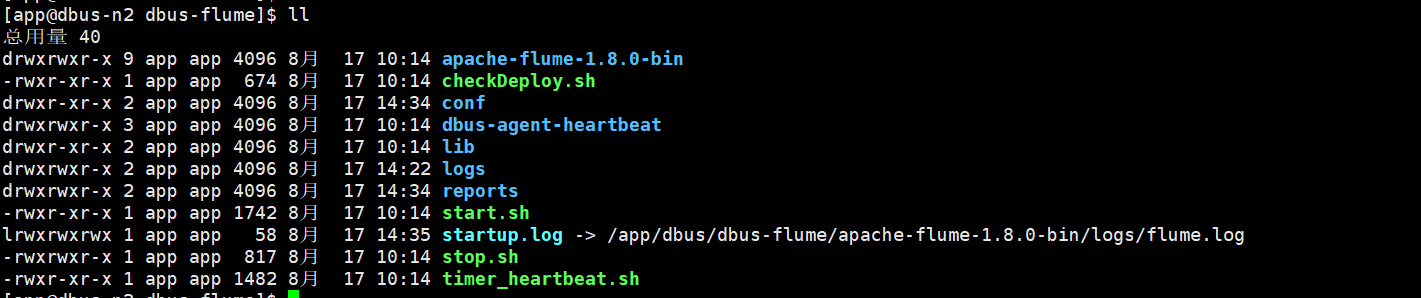 [app@dbus-n2 dbus-flume]$ ll
总用量 40
drwxrwxr-x 9 app app 4096 8月  17 10:14 apache-flume-1.8.0-bin
-rwxr-xr-x 1 app app  674 8月  17 10:14 checkDeploy.sh
drwxr-xr-x 2 app app 4096 8月  17 14:34 conf
drwxrwxr-x 3 app app 4096 8月  17 10:14 dbus-agent-heartbeat
drwxrwxr-x 2 app app 4096 8月  17 10:14 lib
drwxrwxr-x 2 app app 4096 8月  17 14:22 logs
drwxrwxr-x 2 app app 4096 8月  17 14:34 reports
-rwxr-xr-x 1 app app 1742 8月  17 10:14 start.sh
lrwxrwxrwx 1 app app   58 8月  17 14:35 startup.log -> /app/dbus/dbus-flume/apache-flume-1.8.0-bin/logs/flume.log
-rwxr-xr-x 1 app app  817 8月  17 10:14 stop.sh
-rwxr-xr-x 1 app app 1482 8月  17 10:14 timer_heartbeat.sh
[app@dbus-n2 dbus-flume]$